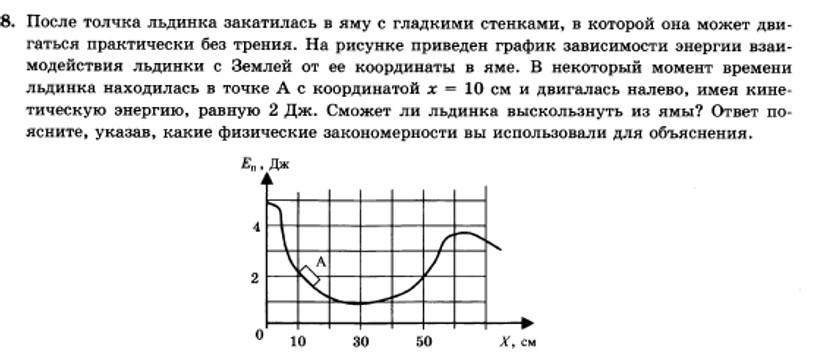 8. После толчка льдинка закатилась в яму с гладкими стенками, в которой она может дви-
гаться практически без трения. На рисунке приведен график зависимости энергии взаи-
модействия льдинки с Землей от ее координаты в яме. В некоторый момент времени
льдинка находилась в точке А с координатой x = 10 см и двигалась налево, имея кине-
тическую энергию, равную 2 Дж. Сможет ли льдинка выскользнуть из ямы? Ответ по-
ясните, указав, какие физические закономерности вы использовали для объяснения.
Eп, Дж
4
А
2
0
10
30
50
X, см